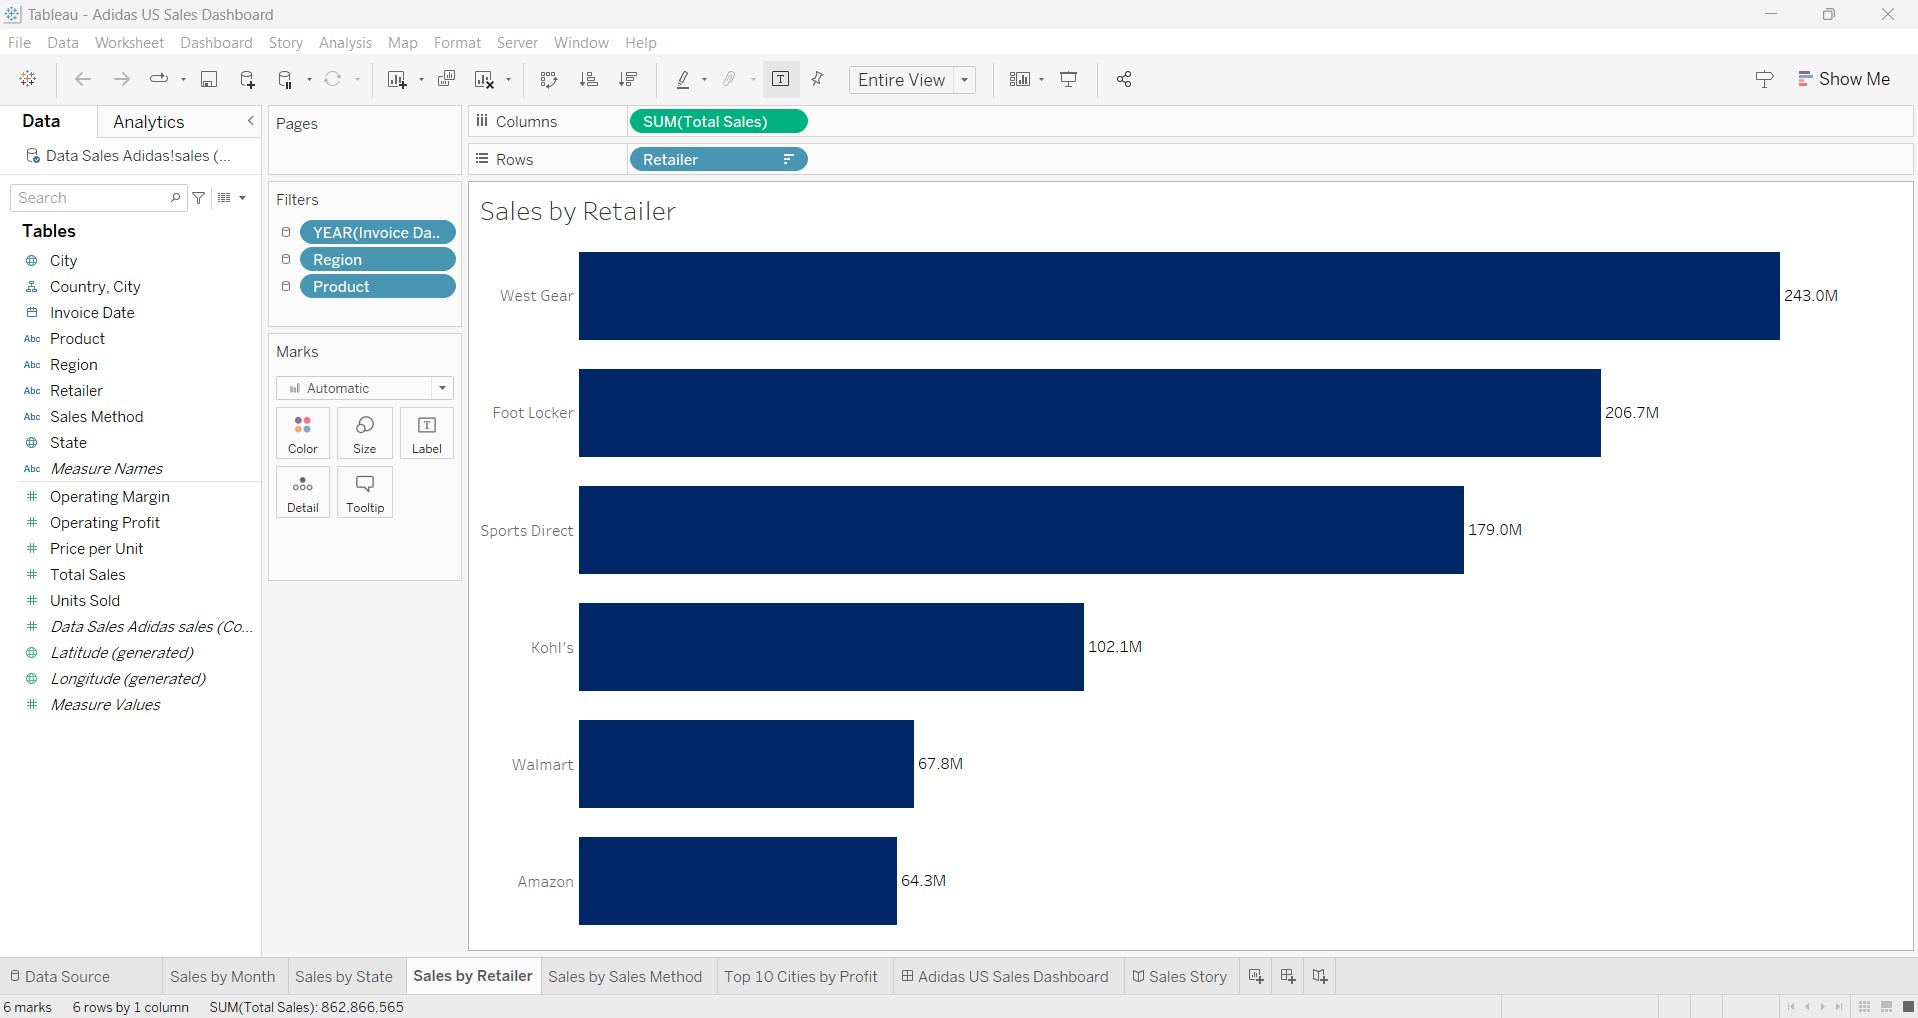 Tableau - Adidas US Sales Dashboard
File Data Worksheet Dashboard Story Analysis Map Format Server Window Help
Entire View
Show Me
Data Analytics
Data Sales Adidas!sales (...
Search
Tables
City
Country, City
Invoice Date
Abc Product
Abc Region
Abc Retailer
Abc Sales Method
State
Abc Measure Names
Operating Margin
Operating Profit
Price per Unit
Total Sales
Units Sold
Data Sales Adidas sales (Co...
Latitude (generated)
Longitude (generated)
Measure Values
Pages
Filters
YEAR(Invoice Da..
Region
Product
Marks
Automatic
Color Size Label
Detail Tooltip
Columns SUM(Total Sales)
Rows Retailer
Sales by Retailer
West Gear 243.0M
Foot Locker 206.7M
Sports Direct 179.0M
Kohl's 102.1M
Walmart 67.8M
Amazon 64.3M
Data Source Sales by Month Sales by State Sales by Retailer Sales by Sales Method Top 10 Cities by Profit Adidas US Sales Dashboard Sales Story
6 marks 6 rows by 1 column SUM(Total Sales): 862,866,565